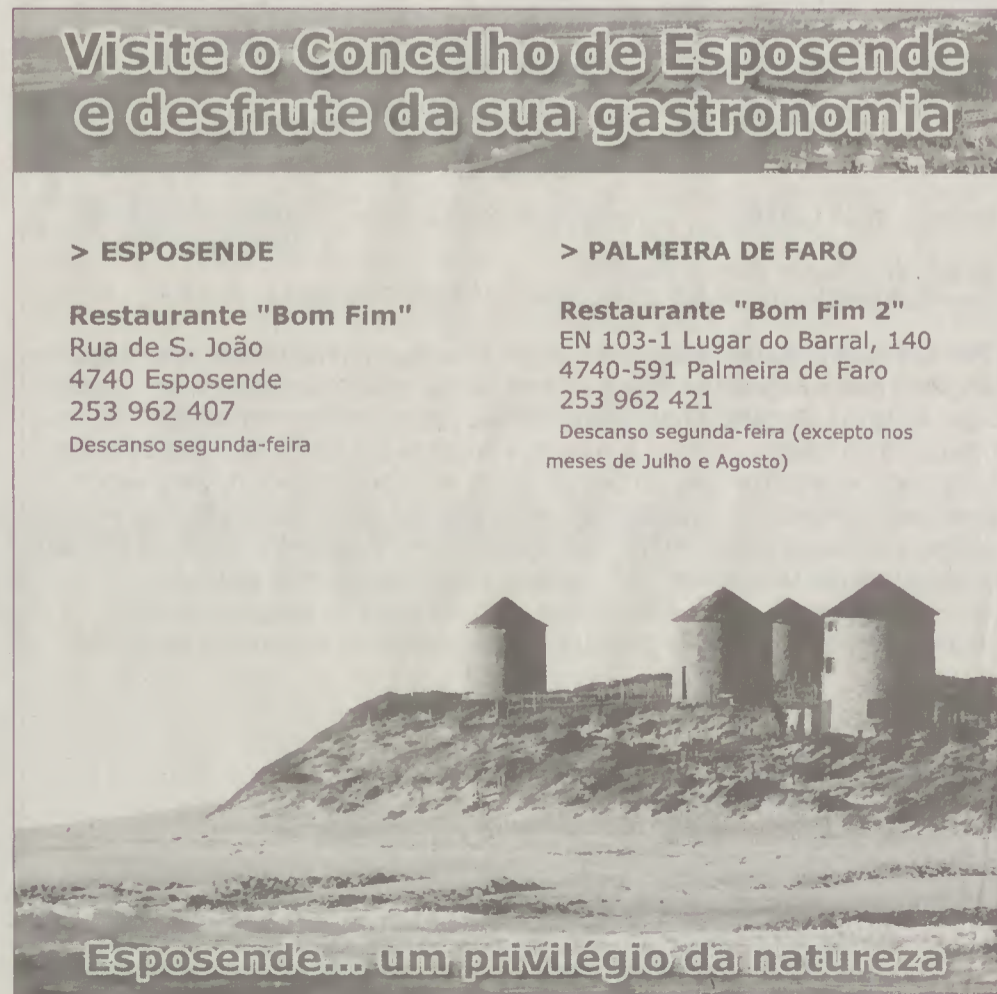 Visite o Concelho de Esposende
e desfrute da sua gastronomia
> ESPOSENDE
Restaurante "Bom Fim"
Rua de S. João
4740 Esposende
253 962 407
Descanso segunda-feira
> PALMEIRA DE FARO
Restaurante "Bom Fim 2"
EN 103-1 Lugar do Barral, 140
4740-591 Palmeira de Faro
253 962 421
Descanso segunda-feira (excepto nos
meses de Julho e Agosto)
Esposende... um privilégio da natureza